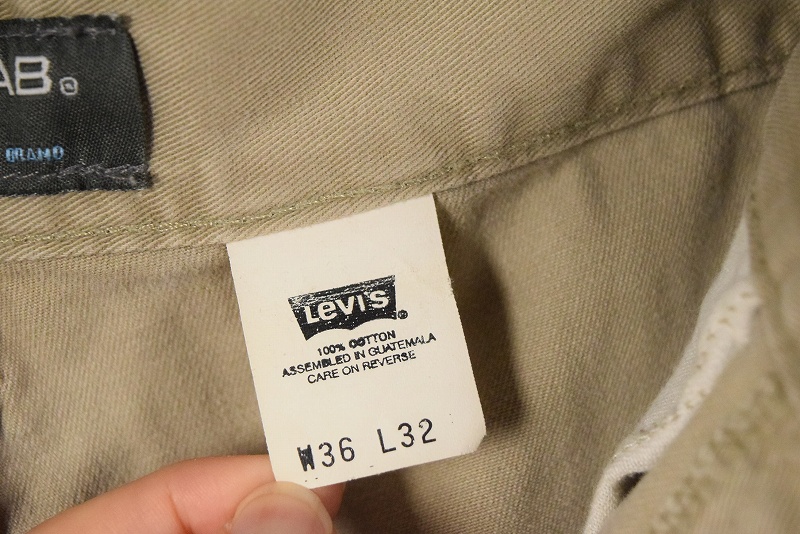 AB®
BRAND
Levi's®
100% COTTON
ASSEMBLED IN GUATEMALA
CARE ON REVERSE
W36 L32